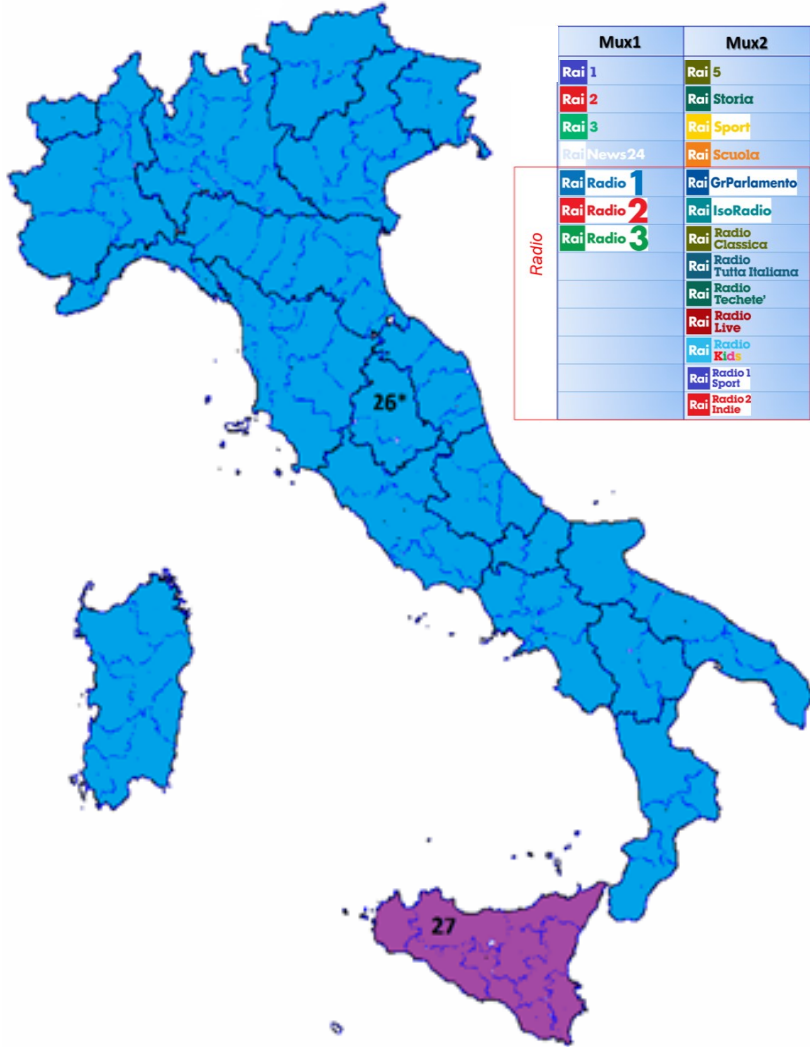 Mux1 Mux2
Rai 1 Rai 5
Rai 2 Rai Storia
Rai 3 Rai Sport
Rai News24 Rai Scuola
Radio
Rai Radio 1 Rai GrParlamento
Rai Radio 2 Rai IsoRadio
Rai Radio 3 Rai Radio
Classica
Rai Radio
Tutta Italiana
Rai Radio
Techete'
Rai Radio
Live
Rai Radio
Kids
Rai Radio 1
Sport
Rai Radio 2
Indie
26*
27